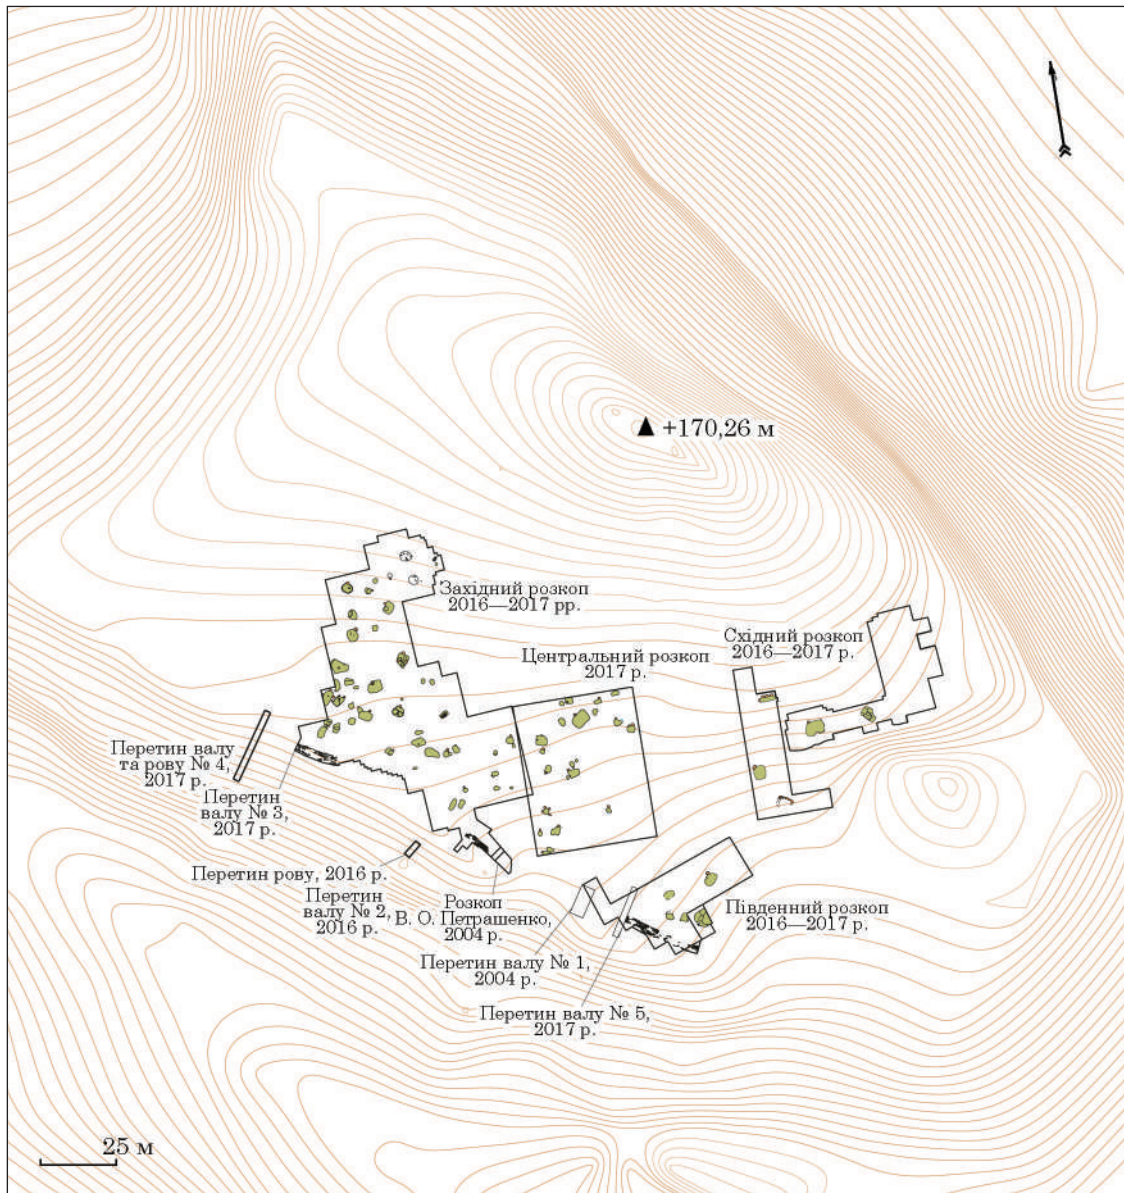 +170,26 м
Західний розкоп
2016—2017 рр.
Східний розкоп
2016—2017 р.
Центральний розкоп
2017 р.
Перетин валу
та рову № 4,
2017 р.
Перетин
валу № 3,
2017 р.
Перетин рову, 2016 р.
Перетин
валу № 2,
2016 р.
Розкоп
В. О. Петрашенко,
2004 р.
Південний розкоп
2016—2017 р.
Перетин валу № 1,
2004 р.
Перетин валу № 5,
2017 р.
25 м